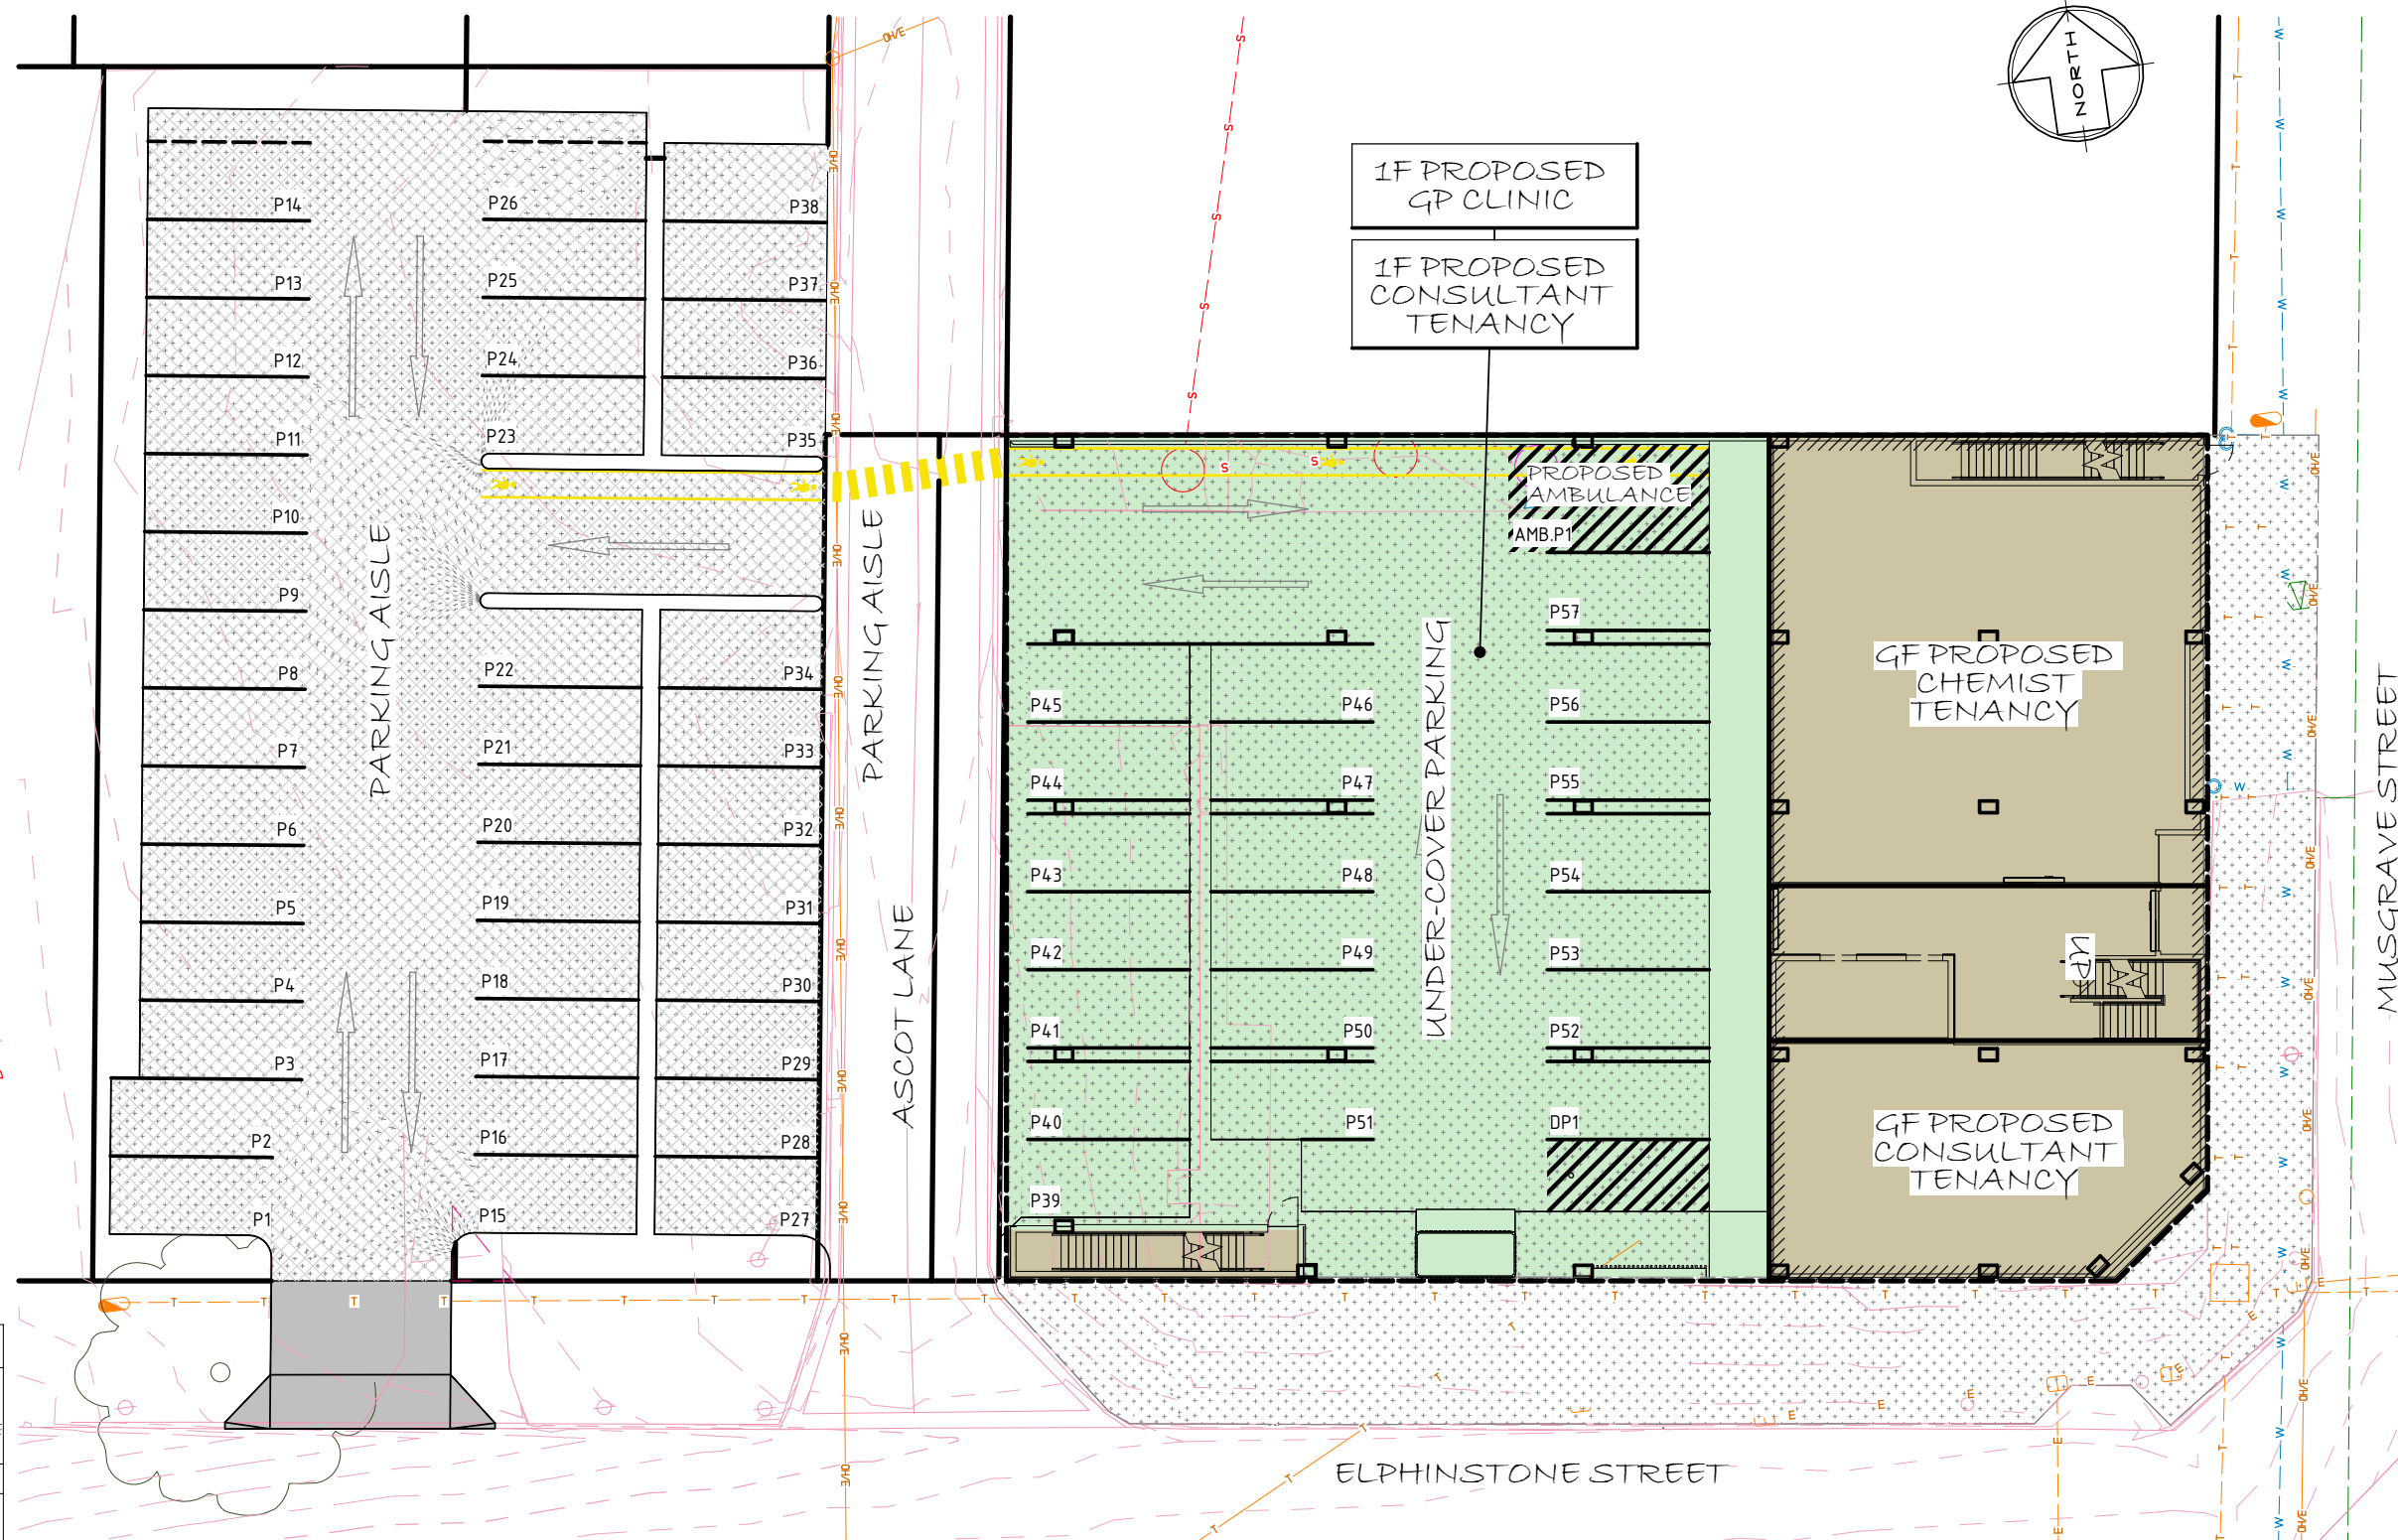 OH/E
NORTH
1F PROPOSED
GP CLINIC
1F PROPOSED
CONSULTANT
TENANCY
P14
P13
P12
P11
P10
P9
P8
P7
P6
P5
P4
P3
P2
P1
PARKING AISLE
P26
P25
P24
P23
P22
P21
P20
P19
P18
P17
P16
P15
P38
P37
P36
P35
P34
P33
P32
P31
P30
P29
P28
P27
PARKING AISLE
ASCOT LANE
PROPOSED
AMBULANCE
AMB.P1
P45
P44
P43
P42
P41
P40
P39
P46
P47
P48
P49
P50
P51
UNDER-COVER PARKING
P57
P56
P55
P54
P53
P52
DP1
GF PROPOSED
CHEMIST
TENANCY
UP
GF PROPOSED
CONSULTANT
TENANCY
MUSGRAVE STREET
ELPHINSTONE STREET